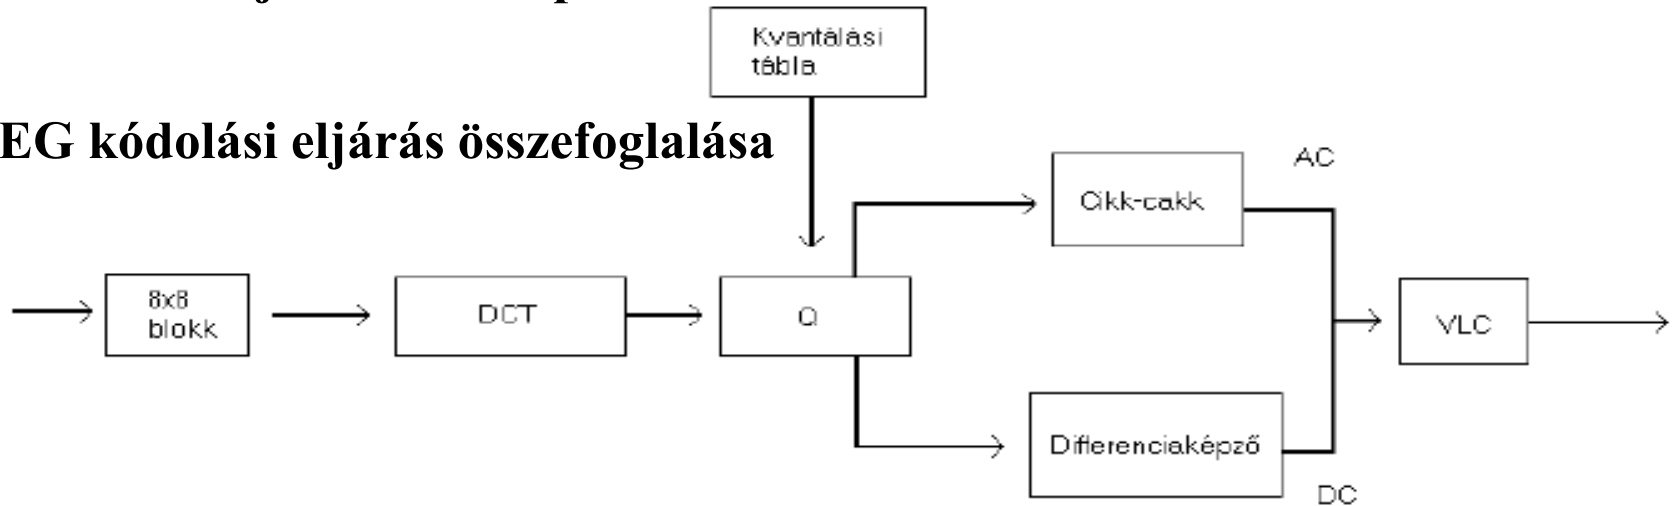 Kvantálási
tábla
EG kódolási eljárás összefoglalása
AC
Cikk-cakk
8x8
blokk
DCT
Q
VLC
Differenciaképző
DC